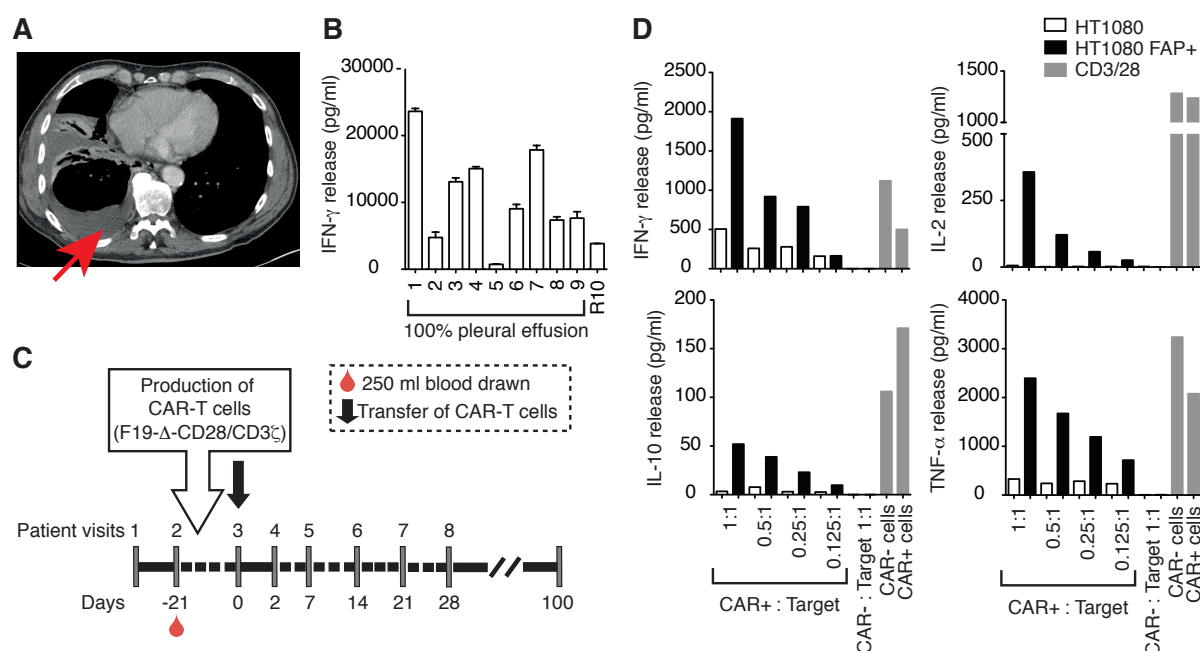 A
B
IFN-γ release (pg/ml)
30000
20000
10000
0
1
2
3
4
5
6
7
8
9
R10
100% pleural effusion
C
Production of
CAR-T cells
(F19-Δ-CD28/CD3ζ)
250 ml blood drawn
Transfer of CAR-T cells
Patient visits 1 2 3 4 5 6 7 8
Days -21 0 2 7 14 21 28 100
D
HT1080
HT1080 FAP+
CD3/28
IFN-γ release (pg/ml)
2500
2000
1500
1000
500
0
IL-2 release (pg/ml)
1500
1000
500
250
0
IL-10 release (pg/ml)
200
150
100
50
0
1:1
0.5:1
0.25:1
0.125:1
CAR- : Target 1:1
CAR- cells
CAR+ cells
CAR+ : Target
TNF-α release (pg/ml)
4000
3000
2000
1000
0
1:1
0.5:1
0.25:1
0.125:1
CAR- : Target 1:1
CAR- cells
CAR+ cells
CAR+ : Target